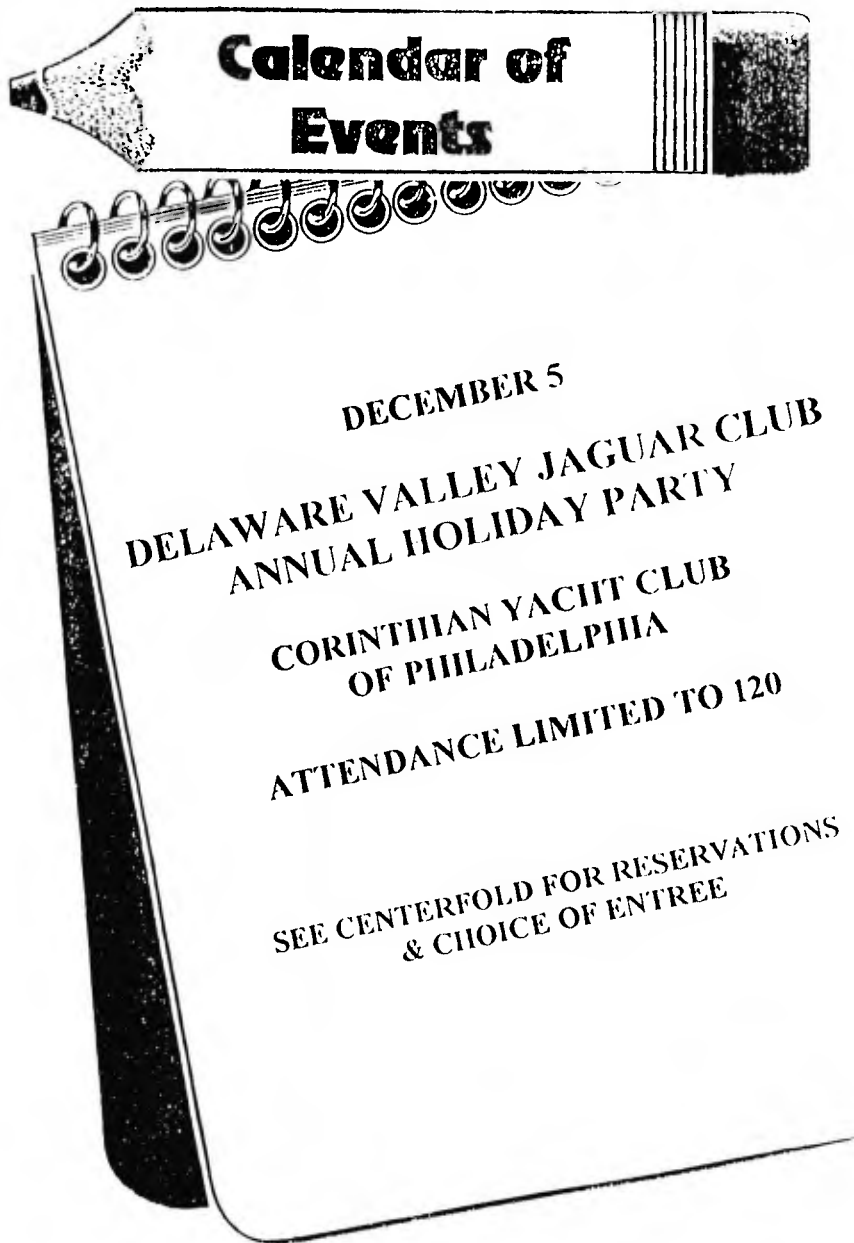 Calendar of
Events
DECEMBER 5
DELAWARE VALLEY JAGUAR CLUB
ANNUAL HOLIDAY PARTY
CORINTHIAN YACHT CLUB
OF PHILADELPHIA
ATTENDANCE LIMITED TO 120
SEE CENTERFOLD FOR RESERVATIONS
& CHOICE OF ENTREE